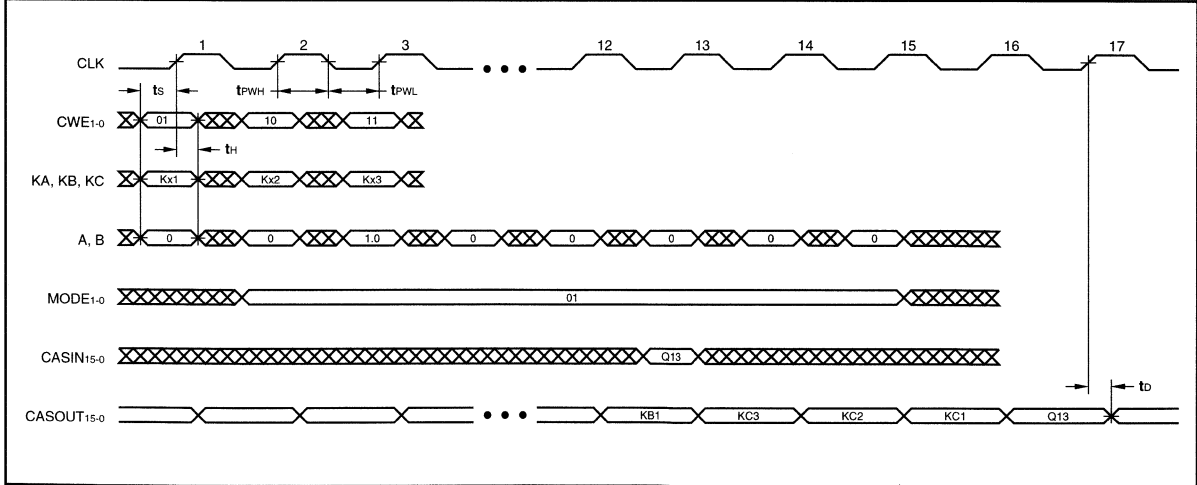 1 2 3 12 13 14 15 16 17
CLK
tS tPWH tPWL
CWE1-0 01 10 11
tH
KA, KB, KC Kx1 Kx2 Kx3
A, B 0 0 1.0 0 0 0 0 0
MODE1-0 01
CASIN15-0 Q13
tD
CASOUT15-0 KB1 KC3 KC2 KC1 Q13